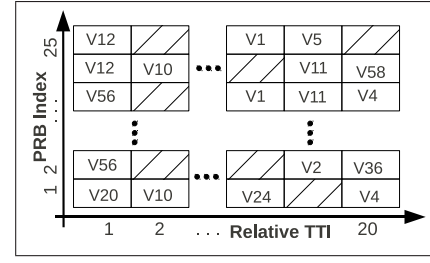 25 V12 V1 V5
V12 V10 V11 V58
V56 V1 V11 V4
PRB Index
. . . .
2 V56 V2 V36
1 V20 V10 V24 V4
1 2 . . . Relative TTI 20